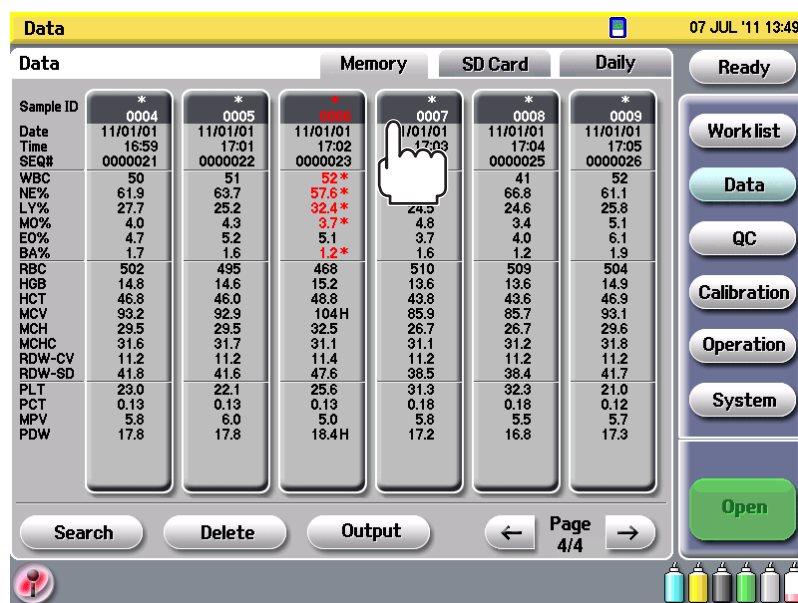 Data 07 JUL '11 13:49
Data Memory SD Card Daily Ready
Sample ID * 0004 * 0005 * 0006 * 0007 * 0008 * 0009
Date 11/01/01 11/01/01 11/01/01 /01/01 11/01/01 11/01/01
Time 16:59 17:01 17:02 17:03 17:04 17:05
SEQ# 0000021 0000022 0000023 0000025 0000026
WBC 50 51 52* 41 52
NE% 61.9 63.7 57.6* 66.8 61.1
LY% 27.7 25.2 32.4* 24.5 24.6 25.8
MO% 4.0 4.3 3.7* 4.8 3.4 5.1
EO% 4.7 5.2 5.1 3.7 4.0 6.1
BA% 1.7 1.6 1.2* 1.6 1.2 1.9
RBC 502 495 468 510 509 504
HGB 14.8 14.6 15.2 13.6 13.6 14.9
HCT 46.8 46.0 48.8 43.8 43.6 46.9
MCV 93.2 92.9 104H 85.9 85.7 93.1
MCH 29.5 29.5 32.5 26.7 26.7 29.6
MCHC 31.6 31.7 31.1 31.1 31.2 31.8
RDW-CV 11.2 11.2 11.4 11.2 11.2 11.2
RDW-SD 41.8 41.6 47.6 38.5 38.4 41.7
PLT 23.0 22.1 25.6 31.3 32.3 21.0
PCT 0.13 0.13 0.13 0.18 0.18 0.12
MPV 5.8 6.0 5.0 5.8 5.5 5.7
PDW 17.8 17.8 18.4H 17.2 16.8 17.3
Work list
Data
QC
Calibration
Operation
System
Open
Search Delete Output ← Page 4/4 →